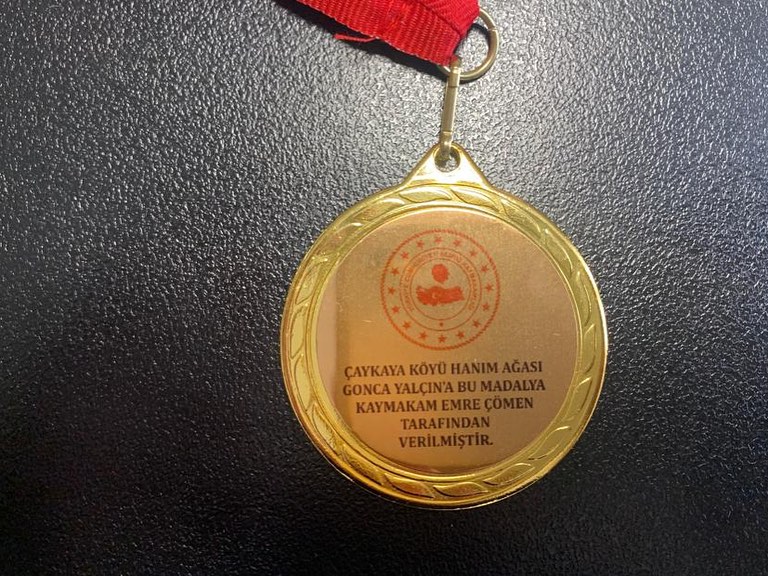 ÇAYKAYA KÖYÜ HANIM AĞASI
GONCA YALÇIN'A BU MADALYA
KAYMAKAM EMRE ÇÖMEN
TARAFINDAN
VERİLMİŞTİR.